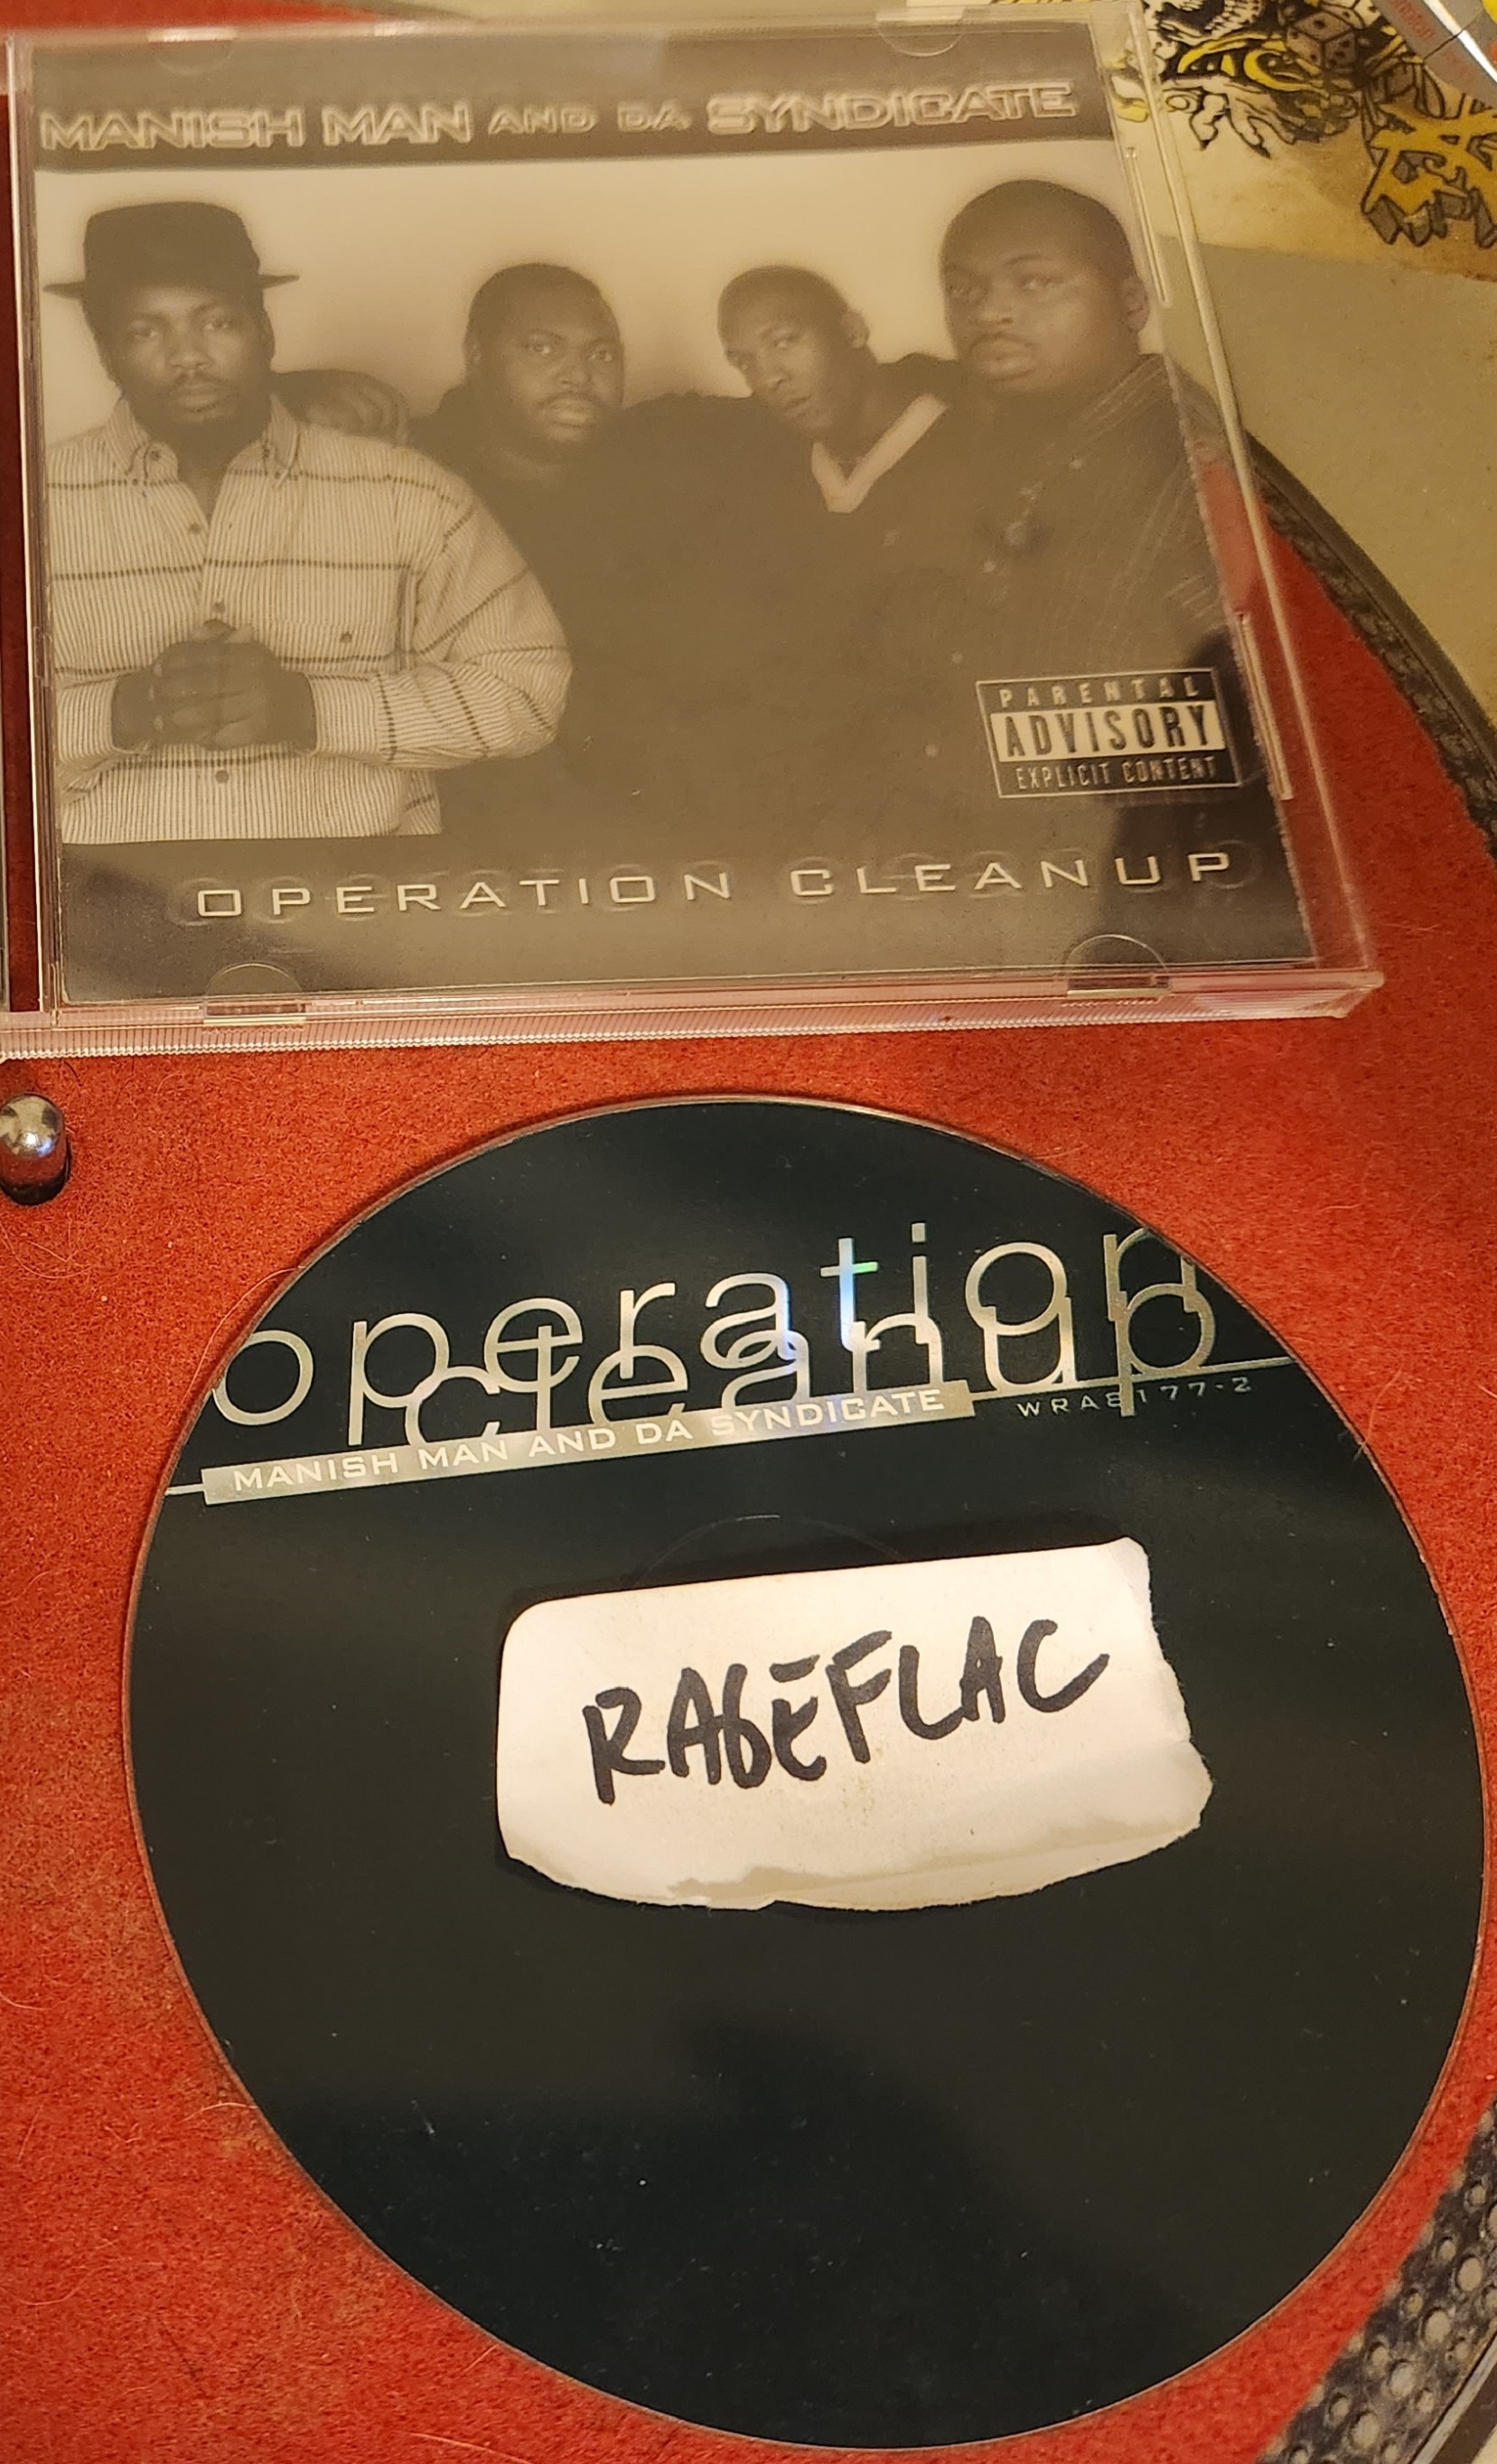 MANISH MAN AND DA SYNDICATE
PARENTAL
ADVISORY
EXPLICIT CONTENT
OPERATION CLEANUP
operation
cleanup
MANISH MAN AND DA SYNDICATE
WRA8177-2
RAGEFLAC